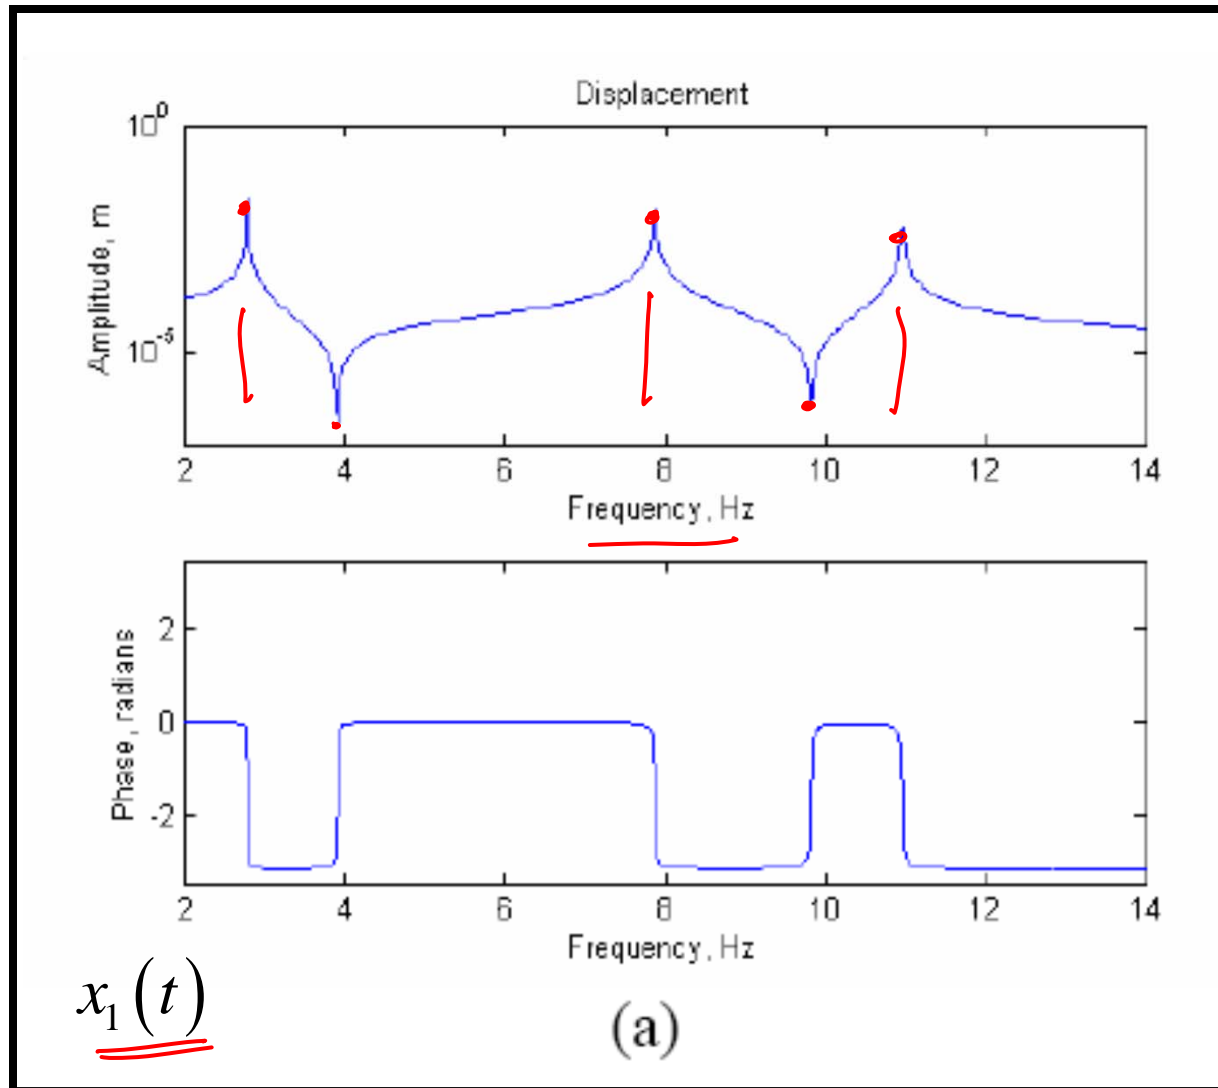 Displacement
10^0
Amplitude, m
10^-5
2 4 6 8 10 12 14
Frequency, Hz
2
Phase, radians
0
-2
2 4 6 8 10 12 14
Frequency, Hz
x_1(t)
(a)